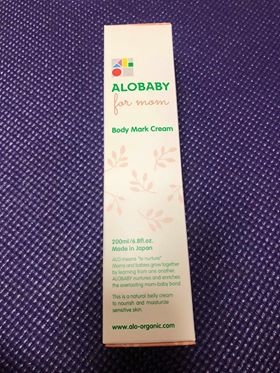 ALOBABY
for mom
Body Mark Cream
200ml/6.8fl.oz.
Made in Japan
ALO means "to nurture"
Moms and babies grow together
by learning from one another.
ALOBABY nurtures and enriches
the everlasting mom-baby bond.
This is a natural belly cream
to nourish and moisturize
sensitive skin.
www.alo-organic.com